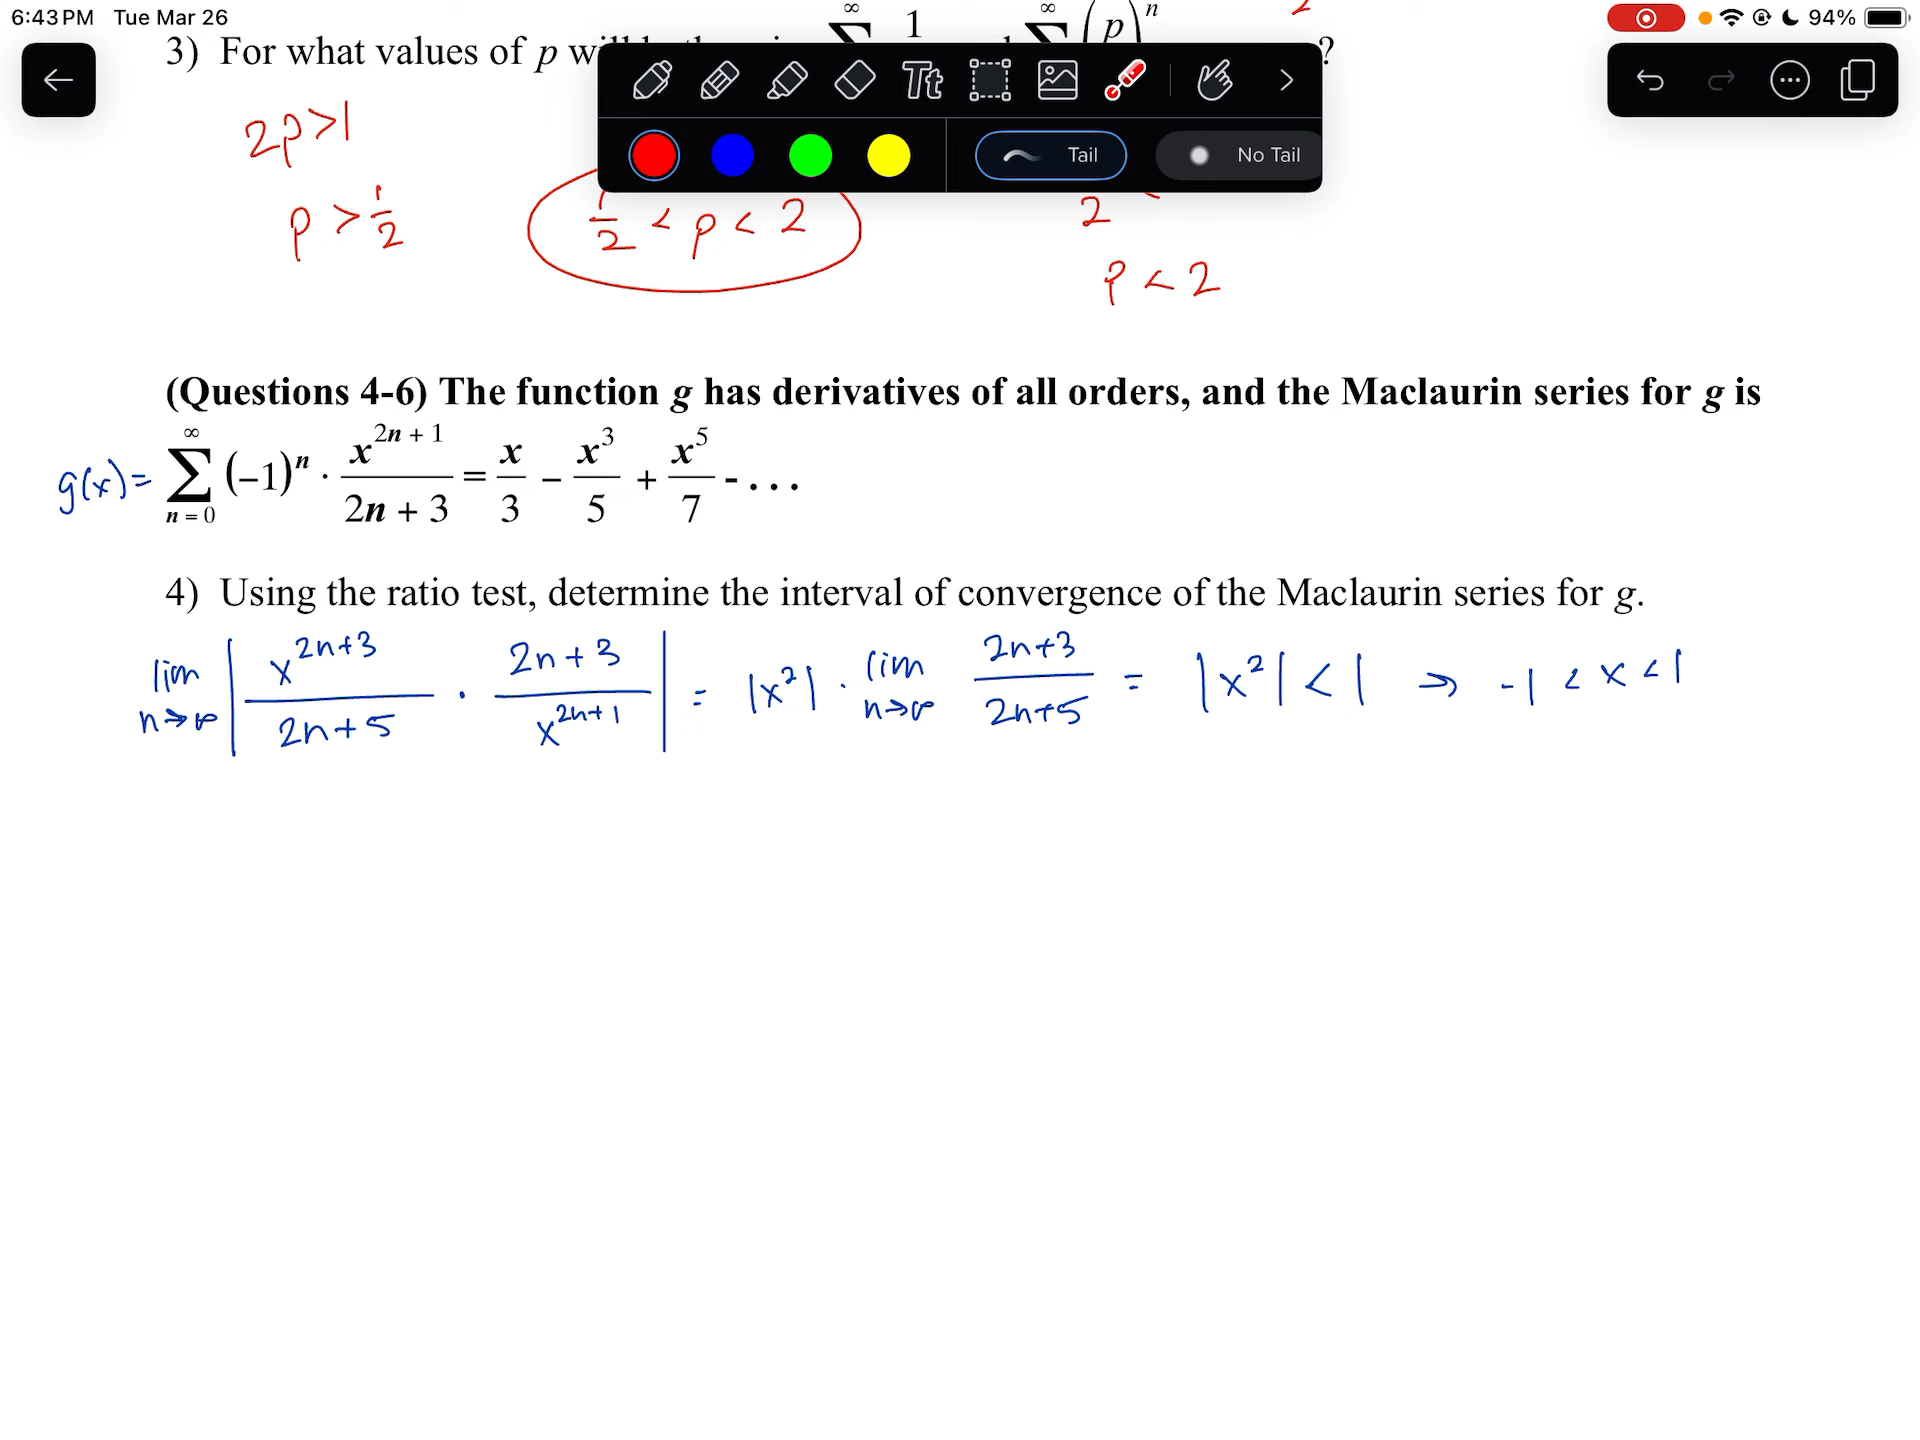 6:43 PM Tue Mar 26
94%
3) For what values of p ?
∞ 1 ∞ (p)^n
∑ ∑
2p>1
Tail No Tail
p > 1/2
1/2 < p < 2
2
p < 2
(Questions 4-6) The function g has derivatives of all orders, and the Maclaurin series for g is
g(x)= ∑_{n = 0}^{∞} (−1)^n · x^{2n + 1}/(2n + 3) = x/3 − x^3/5 + x^5/7 - ...
4) Using the ratio test, determine the interval of convergence of the Maclaurin series for g.
lim n→∞ | x^{2n+3}/(2n+5) · (2n+3)/x^{2n+1} | = |x^2| · lim n→∞ (2n+3)/(2n+5) = |x^2| < 1 ⇒ -1 < x < 1